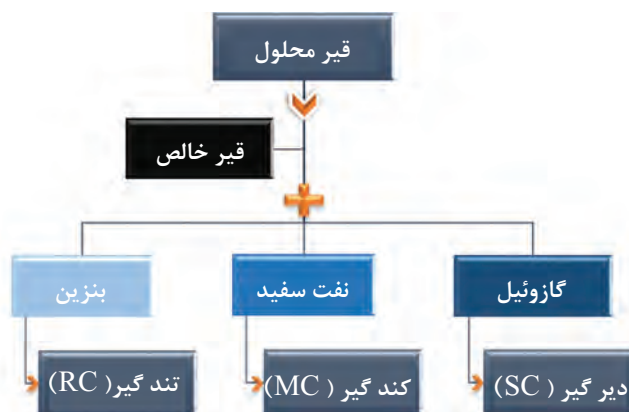 قیر محلول
قیر خالص
گازوئیل
نفت سفید
بنزین
دیر گیر ( SC)
کند گیر ( MC)
تند گیر( RC)